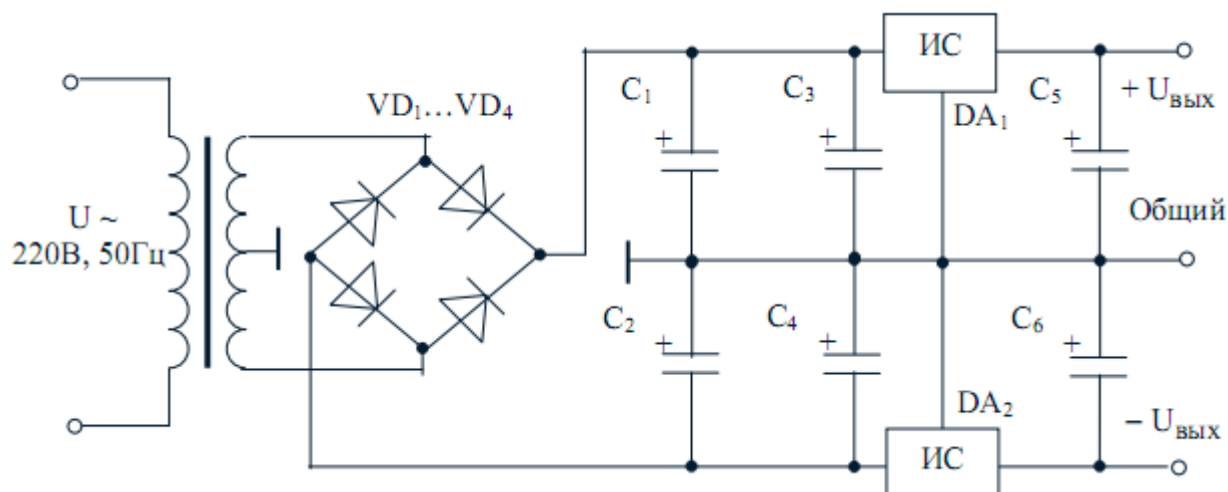 ИС
C₁
C₃
C₅
+ Uвых
VD₁...VD₄
DA₁
+
+
+
U ~
220В, 50Гц
Общий
C₂
C₄
C₆
+
+
+
DA₂
– Uвых
ИС